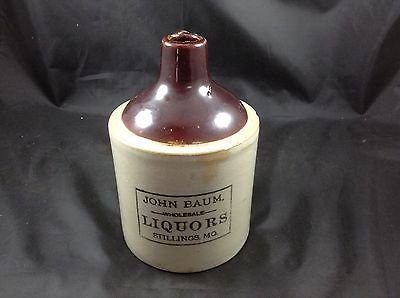 JOHN BAUM.
WHOLESALE
LIQUORS
STILLINGS, MO.